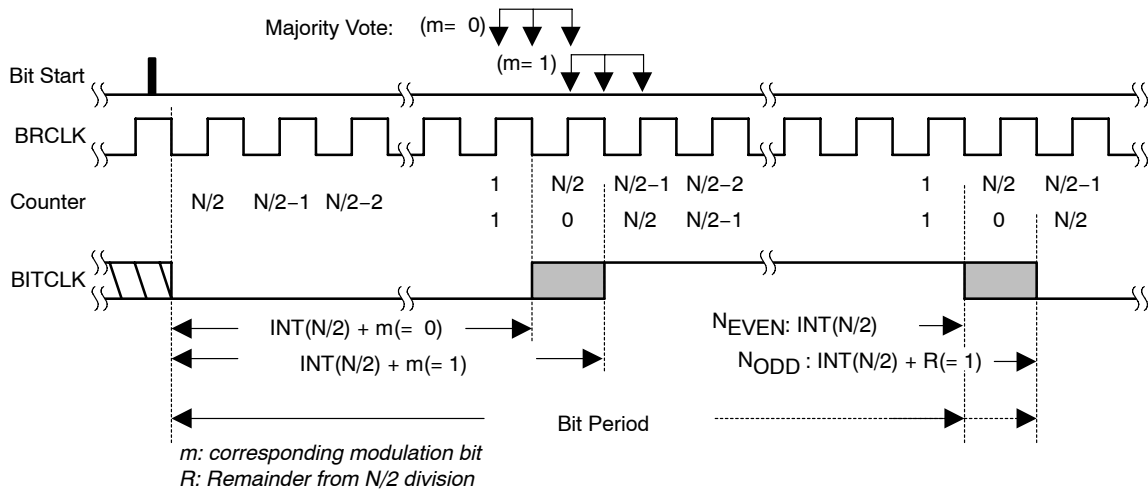 Majority Vote: (m= 0)
(m= 1)
Bit Start
BRCLK
Counter
N/2 N/2−1 N/2−2 1 N/2 N/2−1 N/2−2 1 N/2 N/2−1
1 0 N/2 N/2−1 1 0 N/2
BITCLK
INT(N/2) + m(= 0) NEVEN: INT(N/2)
INT(N/2) + m(= 1) NODD : INT(N/2) + R(= 1)
Bit Period
m: corresponding modulation bit
R: Remainder from N/2 division